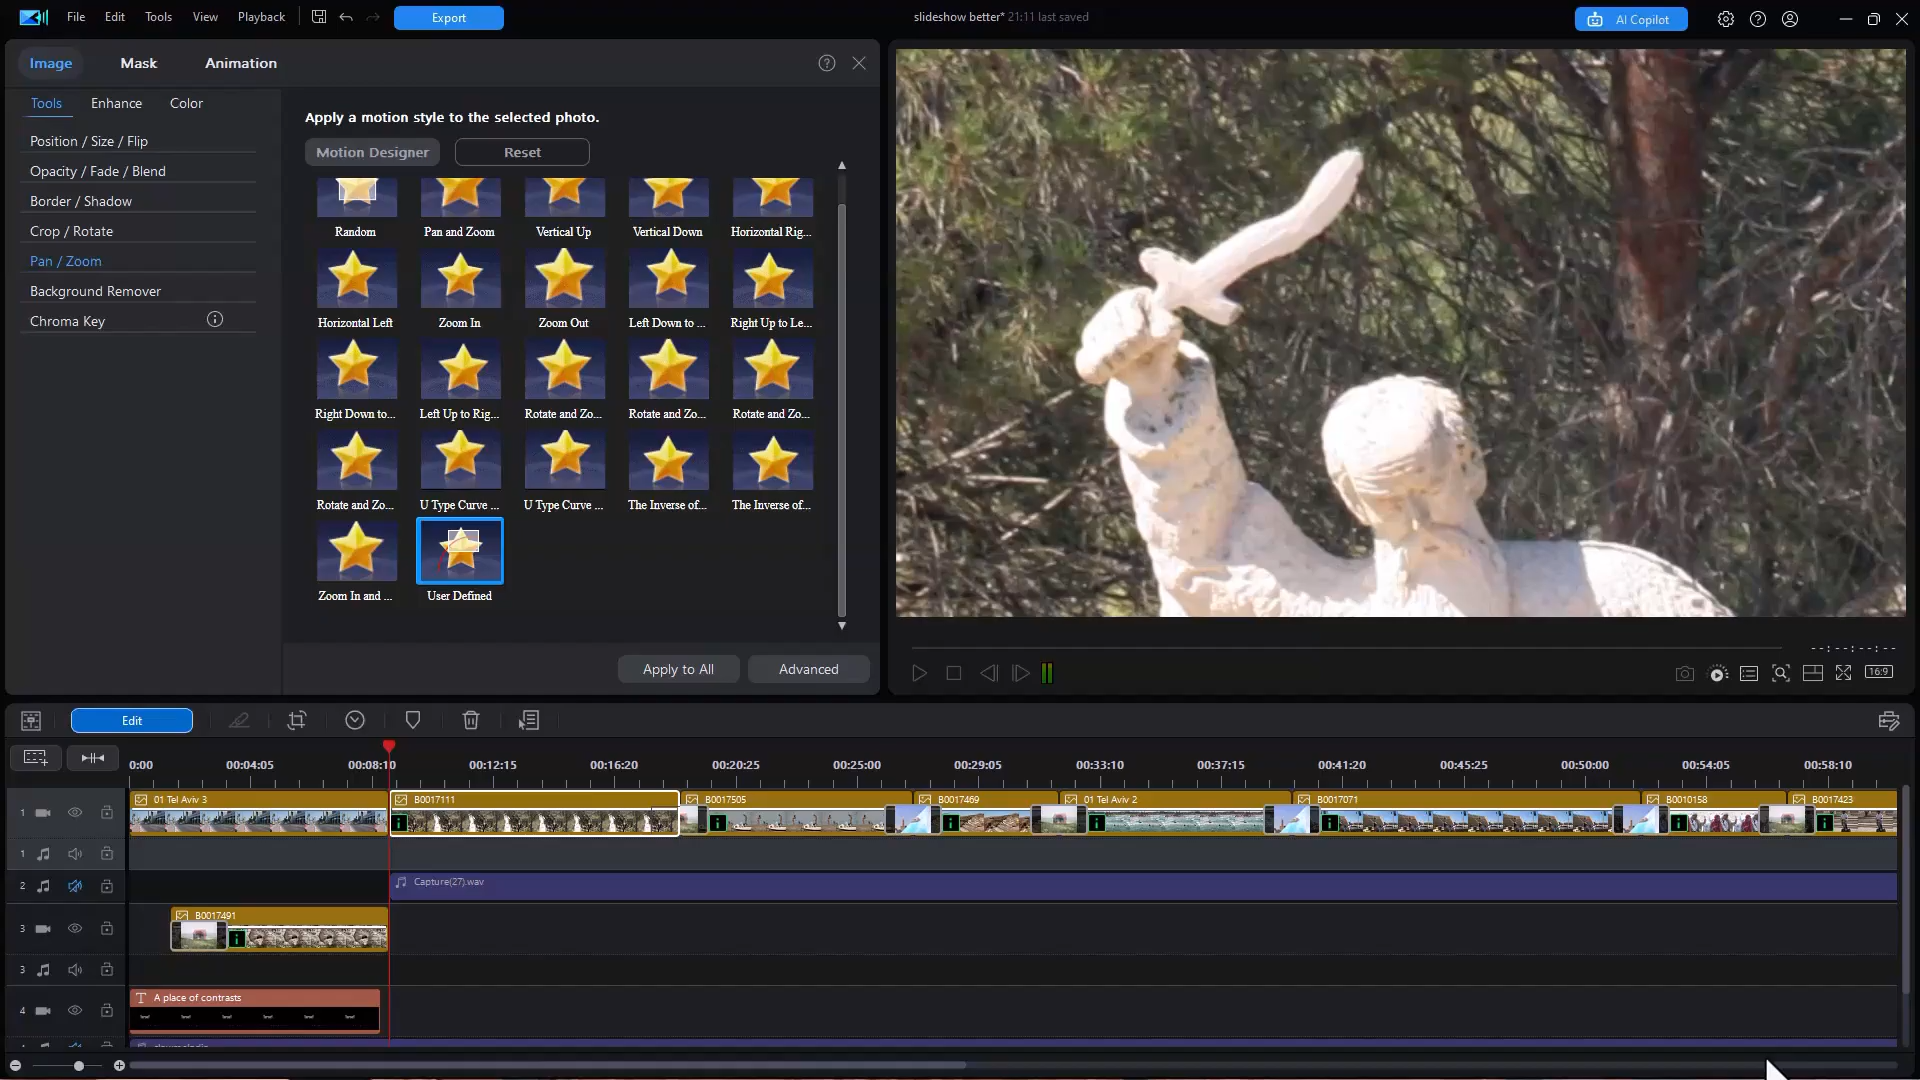 File Edit Tools View Playback Export slideshow better* 21:11 last saved AI Copilot
Image Mask Animation
Tools Enhance Color
Position / Size / Flip
Opacity / Fade / Blend
Border / Shadow
Crop / Rotate
Pan / Zoom
Background Remover
Chroma Key
Apply a motion style to the selected photo.
Motion Designer Reset
Random Pan and Zoom Vertical Up Vertical Down Horizontal Rig...
Horizontal Left Zoom In Zoom Out Left Down to ... Right Up to Le...
Right Down to... Left Up to Rig... Rotate and Zo... Rotate and Zo... Rotate and Zo...
Rotate and Zo... U Type Curve ... U Type Curve ... The Inverse of... The Inverse of...
Zoom In and ... User Defined
Apply to All Advanced
--:--:--:--
16:9
Edit
0:00 00:04:05 00:08:10 00:12:15 00:16:20 00:20:25 00:25:00 00:29:05 00:33:10 00:37:15 00:41:20 00:45:25 00:50:00 00:54:05 00:58:10
1 01 Tel Aviv 3 B0017111 B0017505 B0017469 01 Tel Aviv 2 B0017071 B0010158 B0017423
1
2 Capture(27).wav
3 B0017491
3
4 A place of contrasts